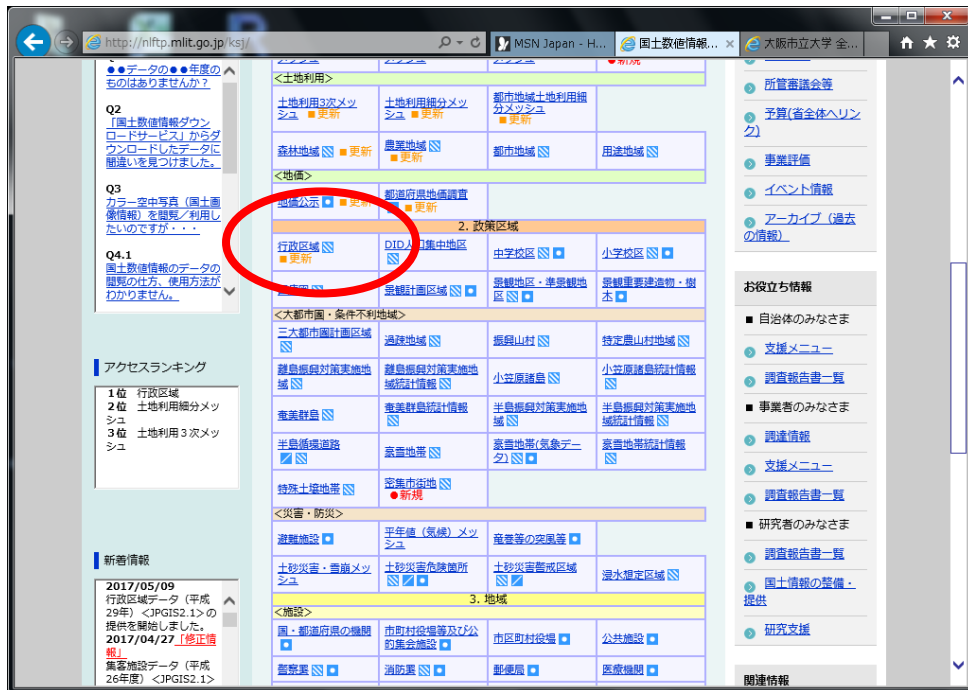 http://nlftp.mlit.go.jp/ksj/
MSN Japan - H...
国土数値情報...
大阪市立大学 全...
●●データの●●年度の
ものはありませんか？
Q2
「国土数値情報ダウン
ロードサービス」からダ
ウンロードしたデータに
間違いを見つけました。
Q3
カラー空中写真（国土画
像情報）を閲覧／利用し
たいのですが・・・
Q4.1
国土数値情報のデータの
閲覧の仕方、使用方法が
わかりません。
アクセスランキング
1位 行政区域
2位 土地利用細分メッ
シュ
3位 土地利用３次メッ
シュ
新着情報
2017/05/09
行政区域データ（平成
29年）<JPGIS2.1>の
提供を開始しました。
2017/04/27「修正情
報」
集客施設データ（平成
26年度）<JPGIS2.1>
●新規
<土地利用>
土地利用3次メッ
シュ ■更新
土地利用細分メッ
シュ ■更新
都市地域土地利用細
分メッシュ
■更新
森林地域 ■更新
農業地域
■更新
都市地域
用途地域
<地価>
地価公示 ■更新
都道府県地価調査
■更新
2. 政策区域
行政区域
■更新
DID人口集中地区
中学校区
小学校区
景観計画区域
景観地区・準景観地
区
景観重要建造物・樹
木
<大都市圏・条件不利
地域>
三大都市圏計画区域
過疎地域
振興山村
特定農山村地域
離島振興対策実施地
域
離島振興対策実施地
域統計情報
小笠原諸島
小笠原諸島統計情報
奄美群島
奄美群島統計情報
半島振興対策実施地
域
半島振興対策実施地
域統計情報
半島循環道路
豪雪地帯
豪雪地帯(気象デー
タ)
豪雪地帯統計情報
特殊土壌地帯
密集市街地
●新規
<災害・防災>
避難施設
平年値（気候）メッ
シュ
竜巻等の突風等
土砂災害・雪崩メッ
シュ
土砂災害危険箇所
土砂災害警戒区域
浸水想定区域
3. 地域
<施設>
国・都道府県の機関
市町村役場等及び公
的集会施設
市区町村役場
公共施設
警察署
消防署
郵便局
医療機関
所管審議会等
予算(省全体へリン
ク)
事業評価
イベント情報
アーカイブ（過去
の情報）
お役立ち情報
■ 自治体のみなさま
支援メニュー
調査報告書一覧
■ 事業者のみなさま
調達情報
支援メニュー
調査報告書一覧
■ 研究者のみなさま
調査報告書一覧
国土情報の整備・
提供
研究支援
関連情報